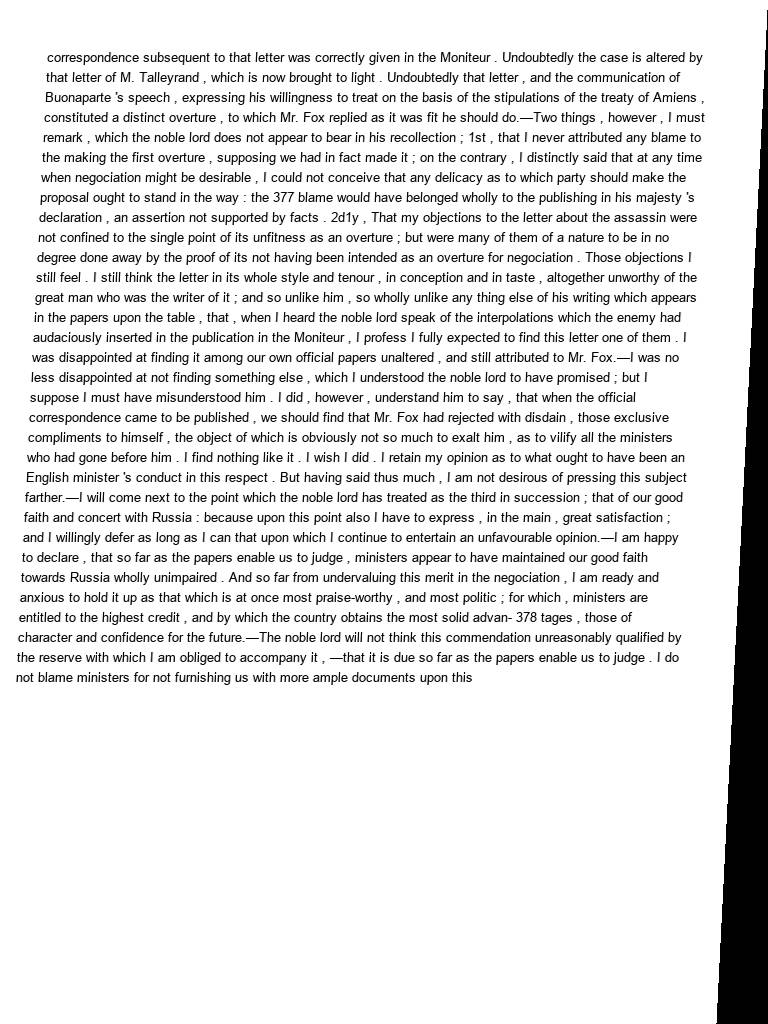 correspondence subsequent to that letter was correctly given in the Moniteur . Undoubtedly the case is altered by
that letter of M. Talleyrand , which is now brought to light . Undoubtedly that letter , and the communication of
Buonaparte 's speech , expressing his willingness to treat on the basis of the stipulations of the treaty of Amiens ,
constituted a distinct overture , to which Mr. Fox replied as it was fit he should do.—Two things , however , I must
remark , which the noble lord does not appear to bear in his recollection ; 1st , that I never attributed any blame to
the making the first overture , supposing we had in fact made it ; on the contrary , I distinctly said that at any time
when negociation might be desirable , I could not conceive that any delicacy as to which party should make the
proposal ought to stand in the way : the 377 blame would have belonged wholly to the publishing in his majesty 's
declaration , an assertion not supported by facts . 2d1y , That my objections to the letter about the assassin were
not confined to the single point of its unfitness as an overture ; but were many of them of a nature to be in no
degree done away by the proof of its not having been intended as an overture for negociation . Those objections I
still feel . I still think the letter in its whole style and tenour , in conception and in taste , altogether unworthy of the
great man who was the writer of it ; and so unlike him , so wholly unlike any thing else of his writing which appears
in the papers upon the table , that , when I heard the noble lord speak of the interpolations which the enemy had
audaciously inserted in the publication in the Moniteur , I profess I fully expected to find this letter one of them . I
was disappointed at finding it among our own official papers unaltered , and still attributed to Mr. Fox.—I was no
less disappointed at not finding something else , which I understood the noble lord to have promised ; but I
suppose I must have misunderstood him . I did , however , understand him to say , that when the official
correspondence came to be published , we should find that Mr. Fox had rejected with disdain , those exclusive
compliments to himself , the object of which is obviously not so much to exalt him , as to vilify all the ministers
who had gone before him . I find nothing like it . I wish I did . I retain my opinion as to what ought to have been an
English minister 's conduct in this respect . But having said thus much , I am not desirous of pressing this subject
farther.—I will come next to the point which the noble lord has treated as the third in succession ; that of our good
faith and concert with Russia : because upon this point also I have to express , in the main , great satisfaction ;
and I willingly defer as long as I can that upon which I continue to entertain an unfavourable opinion.—I am happy
to declare , that so far as the papers enable us to judge , ministers appear to have maintained our good faith
towards Russia wholly unimpaired . And so far from undervaluing this merit in the negociation , I am ready and
anxious to hold it up as that which is at once most praise-worthy , and most politic ; for which , ministers are
entitled to the highest credit , and by which the country obtains the most solid advan- 378 tages , those of
character and confidence for the future.—The noble lord will not think this commendation unreasonably qualified by
the reserve with which I am obliged to accompany it , —that it is due so far as the papers enable us to judge . I do
not blame ministers for not furnishing us with more ample documents upon this